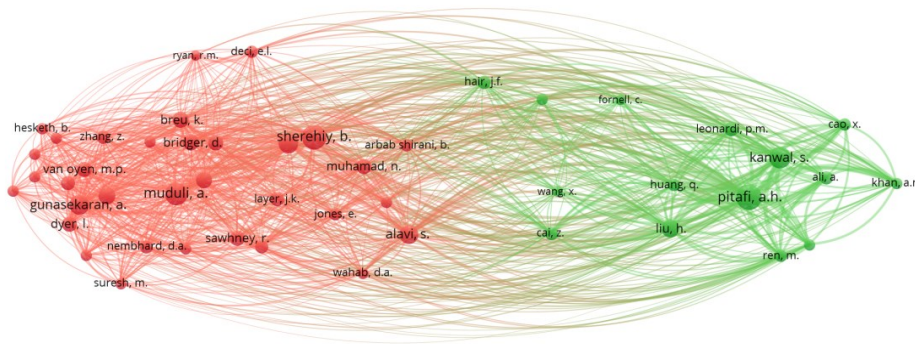 deci, e.l.
ryan, r.m.
hair, j.f.
fornell, c.
breu, k.
hesketh, b.
zhang, z.
bridger, d.
sherehiy, b.
arbab shirani, b.
leonardi, p.m.
cao, x.
kanwal, s.
van oyen, m.p.
muhamad, n.
ali, a.
khan, a.n.
huang, q.
muduli, a.
wang, x.
pitafi, a.h.
layer, j.k.
gunasekaran, a.
jones, e.
dyer, l.
liu, h.
cai, z.
alavi, s.
sawhney, r.
nembhard, d.a.
ren, m.
wahab, d.a.
suresh, m.